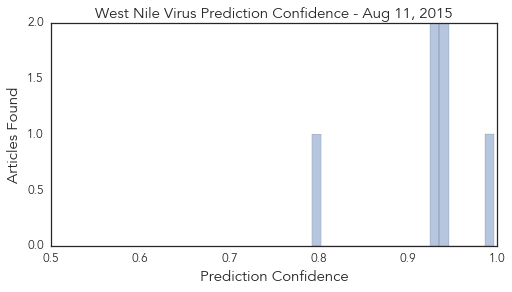 West Nile Virus Prediction Confidence - Aug 11, 2015
2.0
1.5
1.0
0.5
0.0
Articles Found
0.5 0.6 0.7 0.8 0.9 1.0
Prediction Confidence